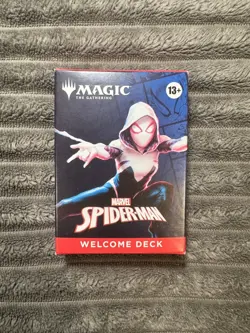 MAGIC
THE GATHERING
13+
MARVEL
SPIDER-MAN
WELCOME DECK